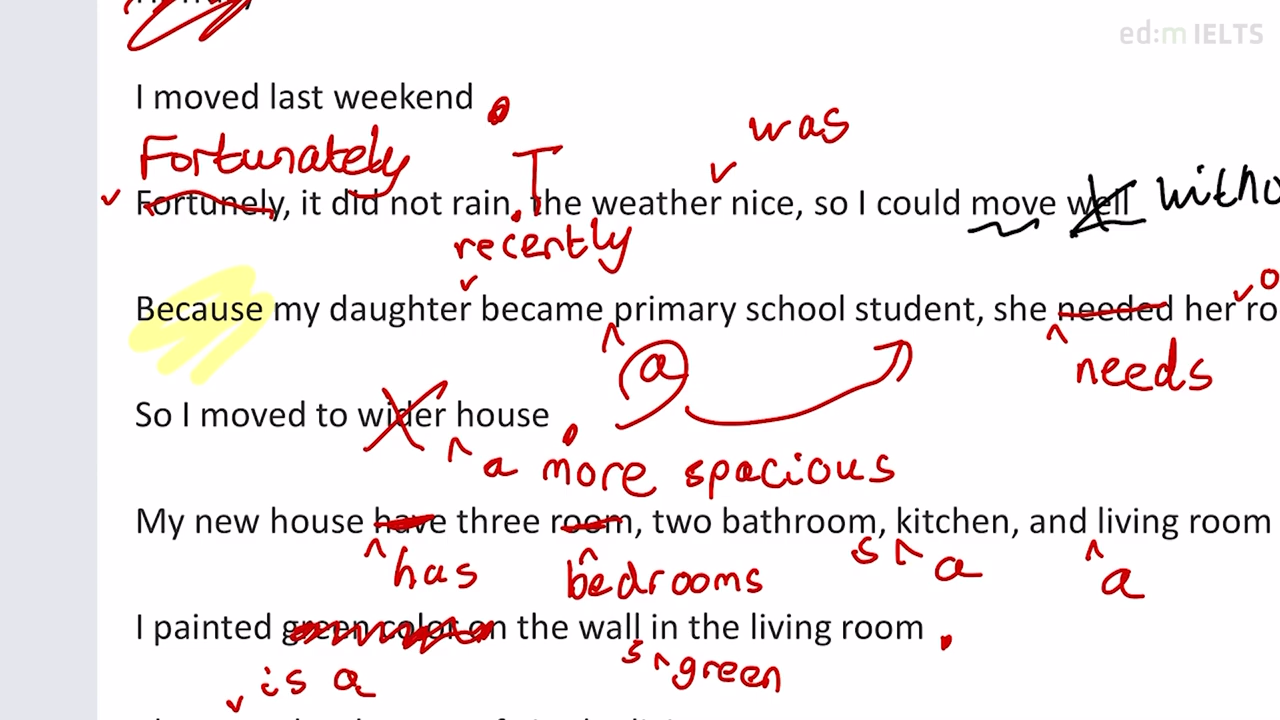 ed:m IELTS
I moved last weekend .
Fortunately T was
Fortunely, it did not rain. the weather nice, so I could move well
recently
Because my daughter became primary school student, she needed her
a needs
So I moved to wider house .
a more spacious
My new house have three room, two bathroom, kitchen, and living room
has bedrooms s a a
I painted green color on the wall in the living room .
s green
is a